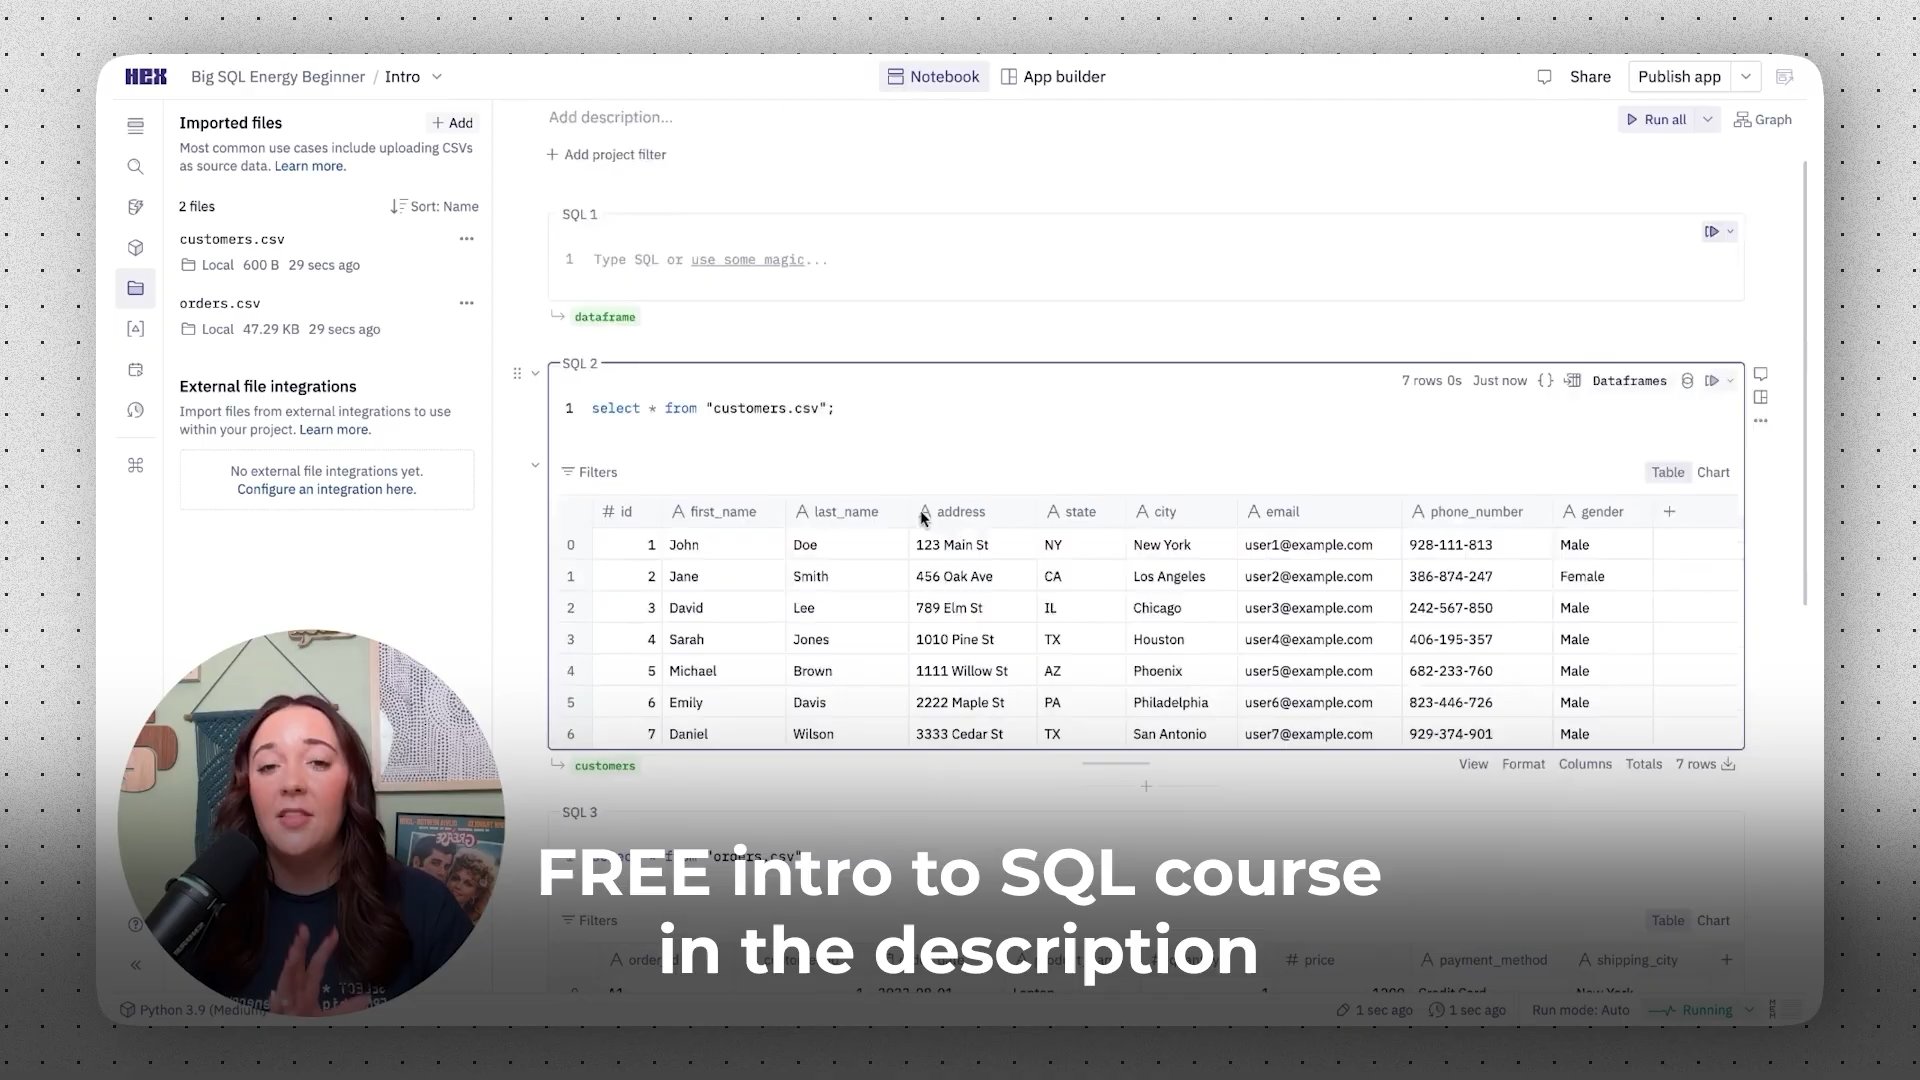 HEX Big SQL Energy Beginner / Intro
Notebook App builder
Share Publish app
Imported files
+ Add
Most common use cases include uploading CSVs
as source data. Learn more.
2 files
Sort: Name
customers.csv
Local 600 B 29 secs ago
orders.csv
Local 47.29 KB 29 secs ago
External file integrations
Import files from external integrations to use
within your project. Learn more.
No external file integrations yet.
Configure an integration here.
Add description...
Run all
Graph
+ Add project filter
SQL 1
1 Type SQL or use some magic...
dataframe
SQL 2
7 rows 0s Just now {} Dataframes
1 select * from "customers.csv";
Filters
Table Chart
# id A first_name A last_name A address A state A city A email A phone_number A gender +
0 1 John Doe 123 Main St NY New York user1@example.com 928-111-813 Male
1 2 Jane Smith 456 Oak Ave CA Los Angeles user2@example.com 386-874-247 Female
2 3 David Lee 789 Elm St IL Chicago user3@example.com 242-567-850 Male
3 4 Sarah Jones 1010 Pine St TX Houston user4@example.com 406-195-357 Male
4 5 Michael Brown 1111 Willow St AZ Phoenix user5@example.com 682-233-760 Male
5 6 Emily Davis 2222 Maple St PA Philadelphia user6@example.com 823-446-726 Male
6 7 Daniel Wilson 3333 Cedar St TX San Antonio user7@example.com 929-374-901 Male
customers
View Format Columns Totals 7 rows
SQL 3
"orders.csv"
FREE intro to SQL course
in the description
Filters
Table Chart
# price A payment_method A shipping_city +
Python 3.9 (Medium)
1 sec ago 1 sec ago Run mode: Auto Running